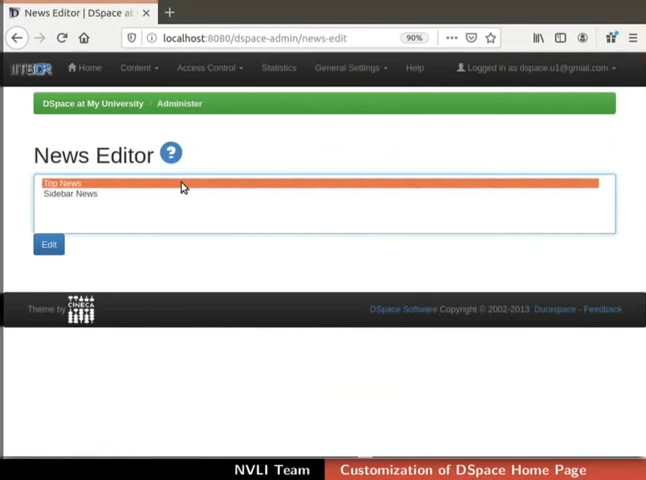 News Editor | DSpace at
localhost:8080/dspace-admin/news-edit 90%
Home Content Access Control Statistics General Settings Help Logged in as dspace.u1@gmail.com
DSpace at My University Administer
News Editor ?
Top News
Sidebar News
Edit
Theme by CINECA DSpace Software Copyright © 2002-2013 Duraspace - Feedback
NVLI Team Customization of DSpace Home Page